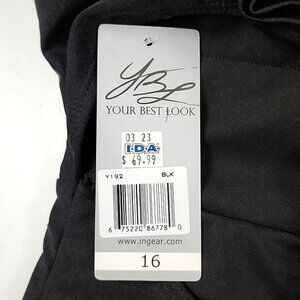 YBL
YOUR BEST LOOK
03 23
I.D.A
$ 69.99
Y192 BLK
6 75220 86778 0
www.ingear.com
16